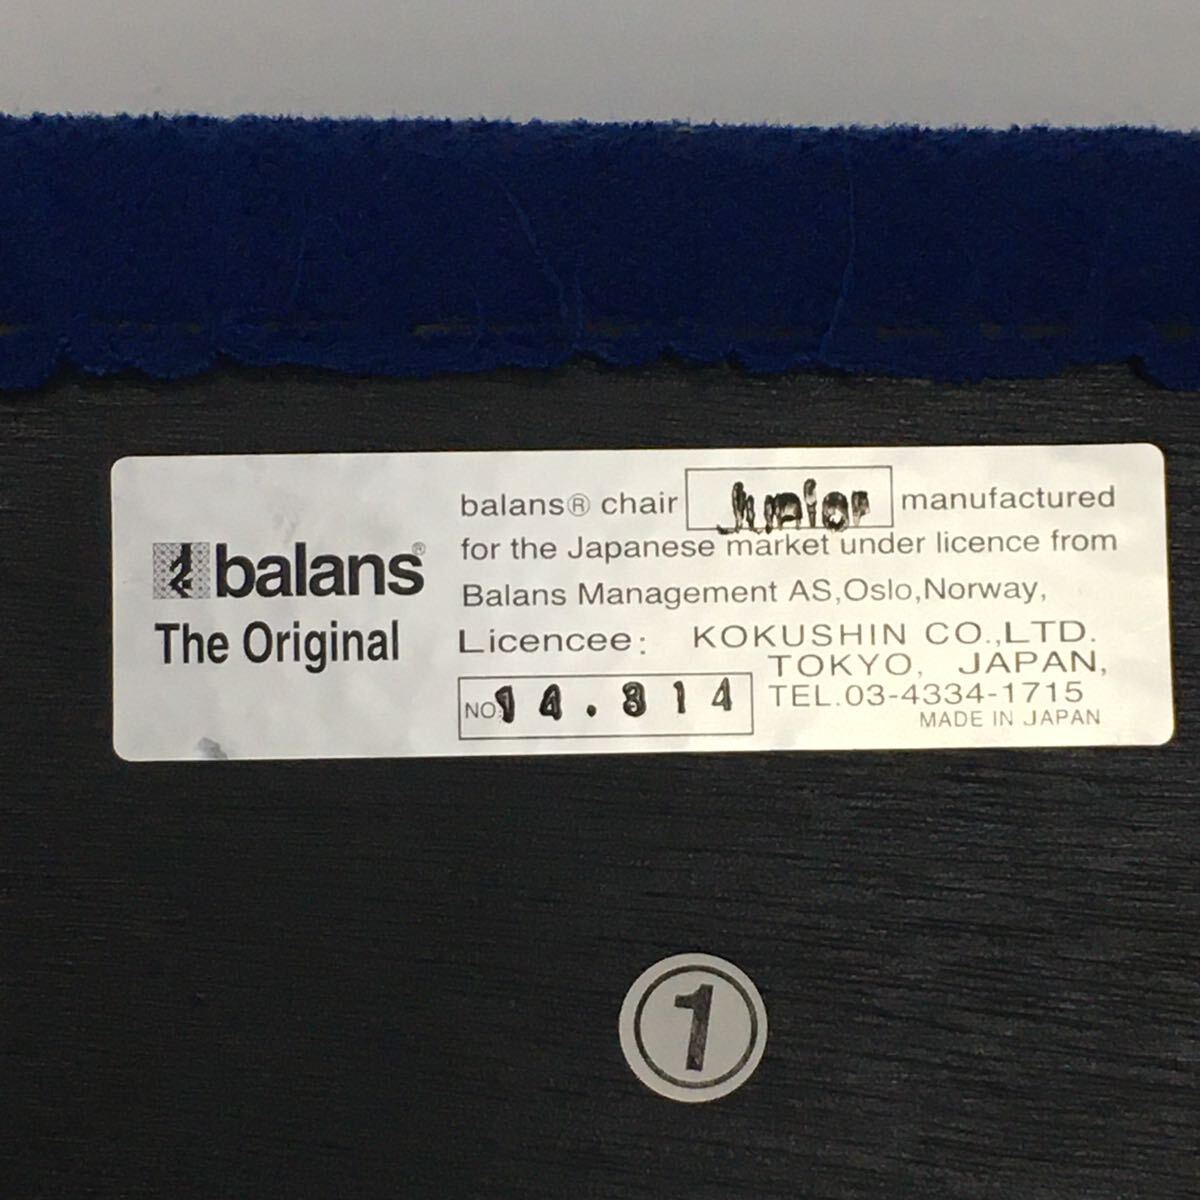 balans®
The Original
balans® chair Junior manufactured
for the Japanese market under licence from
Balans Management AS,Oslo,Norway,
Licencee: KOKUSHIN CO.,LTD.
TOKYO, JAPAN,
NO. 14.814 TEL.03-4334-1715
MADE IN JAPAN
1